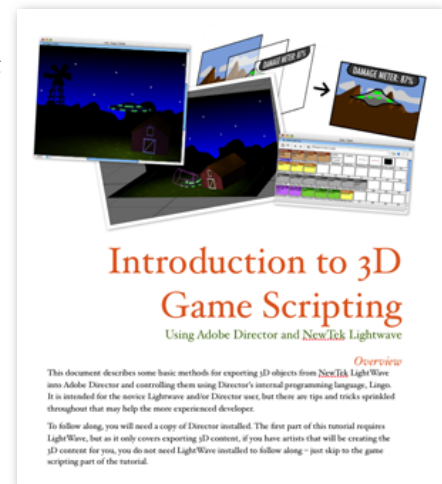 DAMAGE METER: 87%
DAMAGE METER: 87%
Introduction to 3D
Game Scripting
Using Adobe Director and NewTek Lightwave
Overview
This document describes some basic methods for exporting 3D objects from NewTek LightWave
into Adobe Director and controlling them using Director's internal programming language, Lingo.
It is intended for the novice Lightwave and/or Director user, but there are tips and tricks sprinkled
throughout that may help the more experienced developer.
To follow along, you will need a copy of Director installed. The first part of this tutorial requires
LightWave, but as it only covers exporting 3D content, if you have artists that will be creating the
3D content for you, you do not need LightWave installed to follow along – just skip to the game
scripting part of the tutorial.